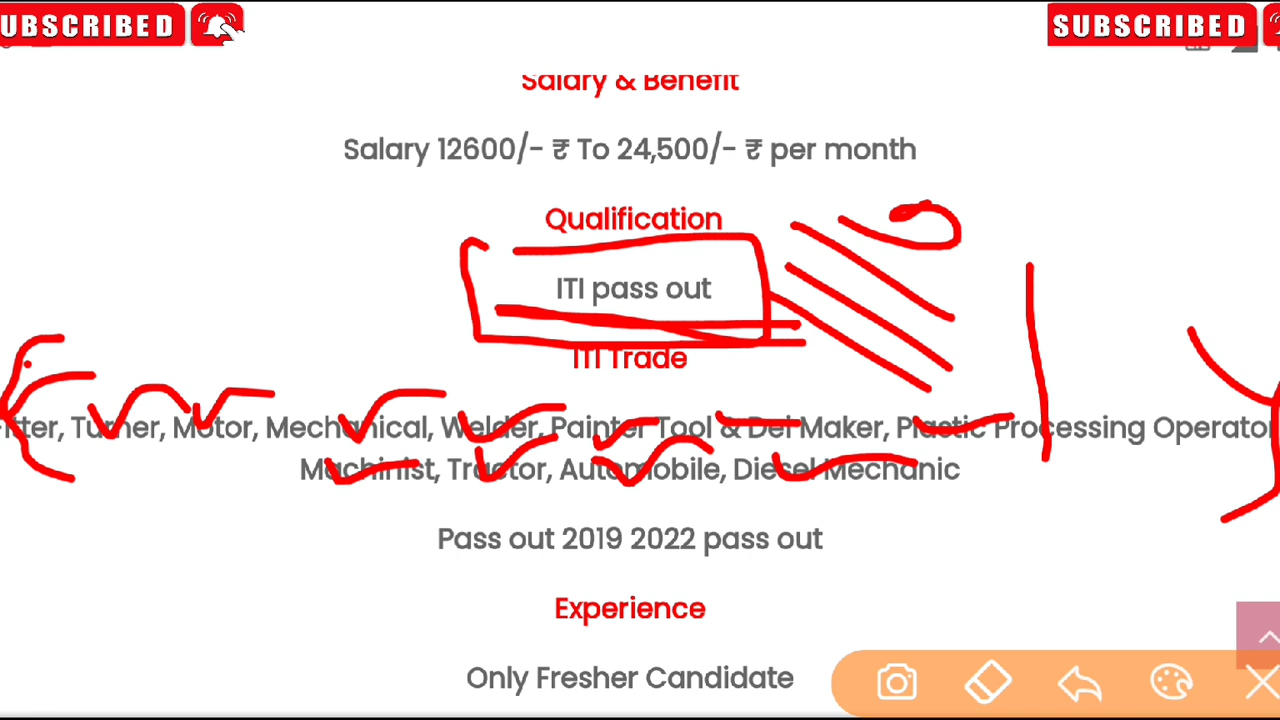 UBSCRIBED SUBSCRIBED
Salary & Benefit
Salary 12600/- ₹ To 24,500/- ₹ per month
Qualification
ITI pass out
ITI Trade
Fitter, Turner, Motor, Mechanical, Welder, Painter Tool & Dei Maker, Plastic Processing Operator
Machinist, Tractor, Automobile, Diesel Mechanic
Pass out 2019 2022 pass out
Experience
Only Fresher Candidate